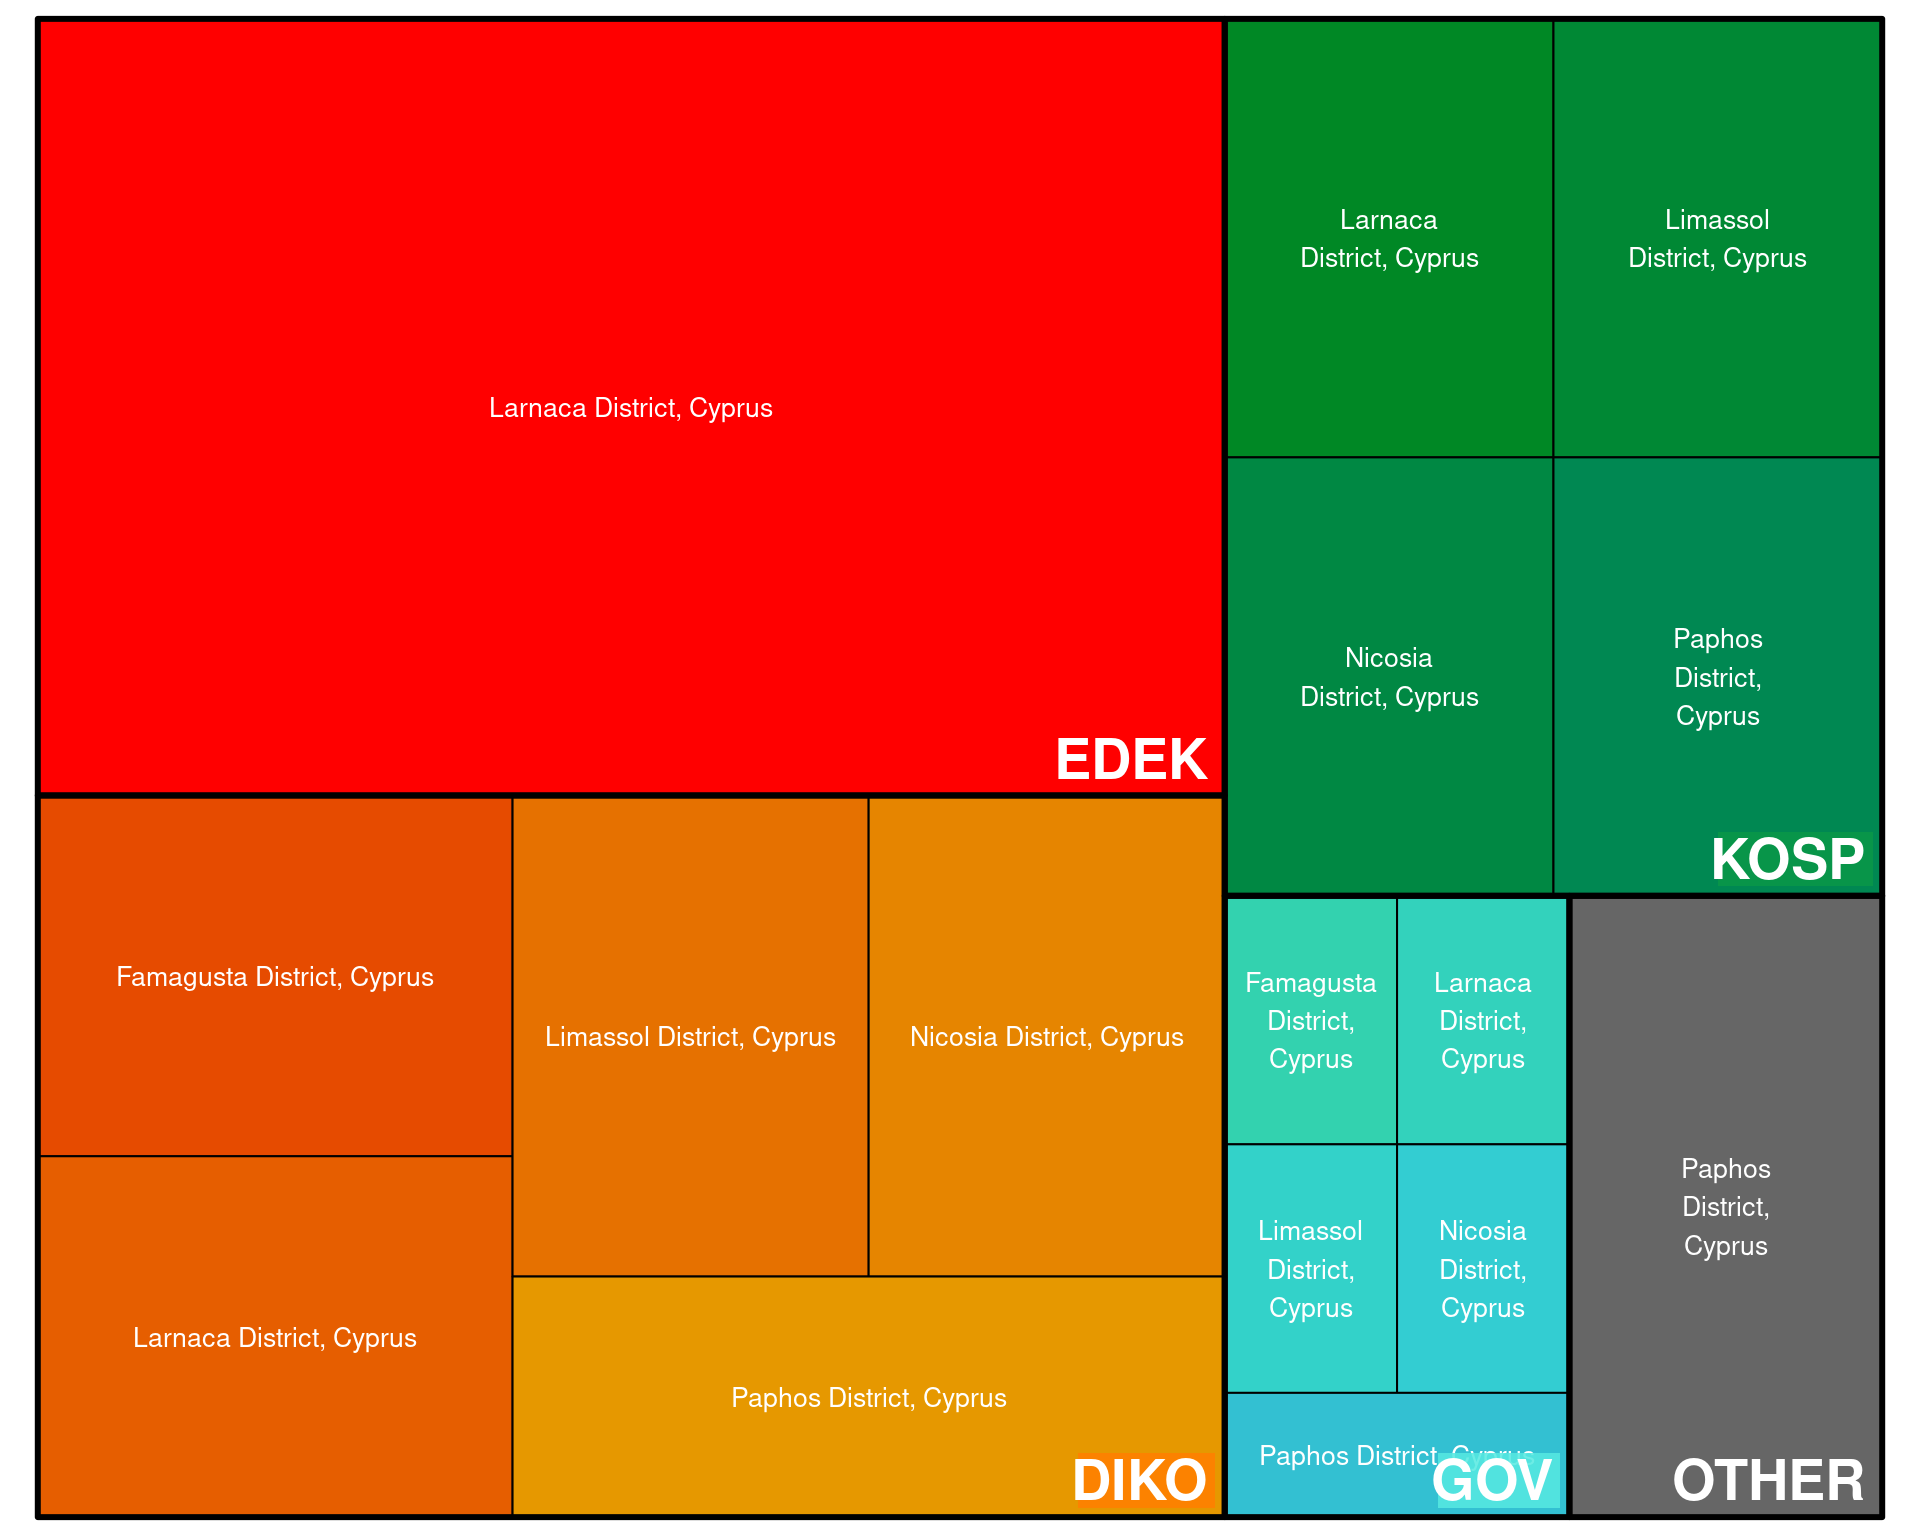 Larnaca District, Cyprus
EDEK
Famagusta District, Cyprus
Larnaca District, Cyprus
Limassol District, Cyprus
Nicosia District, Cyprus
Paphos District, Cyprus
DIKO
Larnaca
District, Cyprus
Limassol
District, Cyprus
Nicosia
District, Cyprus
Paphos
District,
Cyprus
KOSP
Famagusta
District,
Cyprus
Larnaca
District,
Cyprus
Limassol
District,
Cyprus
Nicosia
District,
Cyprus
Paphos District, Cyprus
GOV
Paphos
District,
Cyprus
OTHER